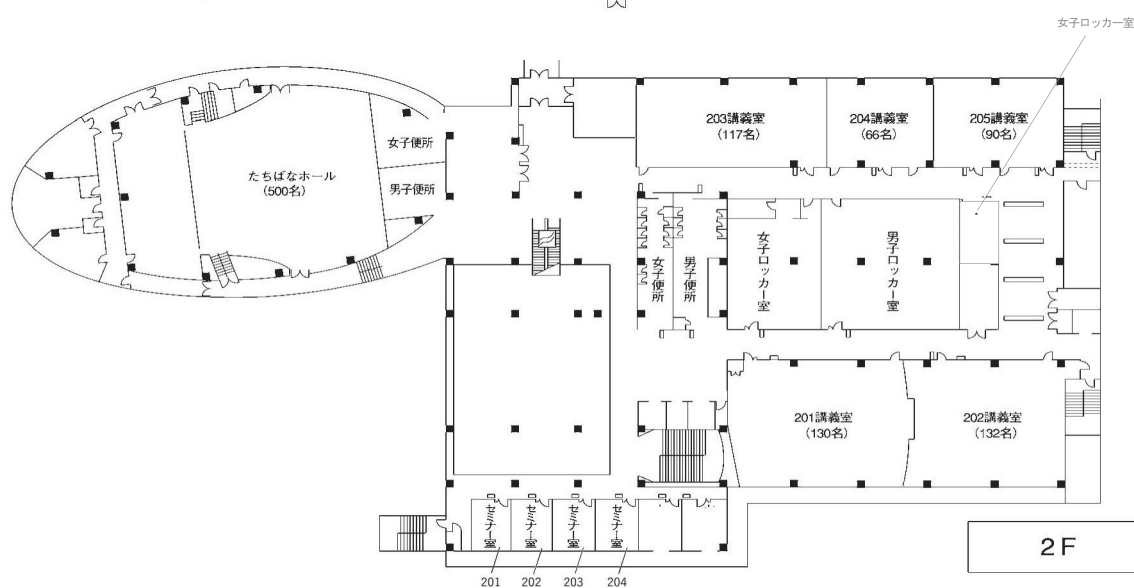 女子ロッカー室
203講義室
(117名)
204講義室
(66名)
205講義室
(90名)
女子便所
たちばなホール
(500名)
男子便所
女子便所
男子便所
女子ロッカー室
男子ロッカー室
201講義室
(130名)
202講義室
(132名)
セミナー室
セミナー室
セミナー室
セミナー室
201
202
203
204
2F